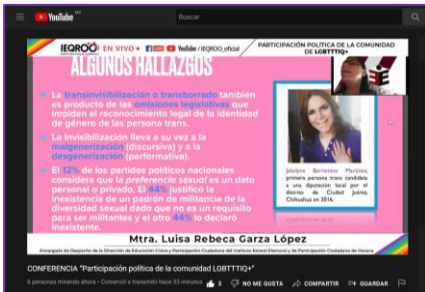 YouTube MX
Buscar
IEQROO EN VIVO • YouTube / IEQROO_oficial
PARTICIPACIÓN POLÍTICA DE LA COMUNIDAD
DE LGBTTTIQ+
ALGUNOS HALLAZGOS
La transinvisibilización o transborrado también
es producto de las omisiones legislativas que
impiden el reconocimiento legal de la identidad
de género de las persona trans.
La invisibilización lleva a su vez a la
malgenerización (discursiva) y a la
desgenerización (performativa).
El 12% de los partidos políticos nacionales
considera que la preferencia sexual es un dato
personal o privado. El 44% justificó la
inexistencia de un padrón de militancia de la
diversidad sexual dado que no es un requisito
para ser militantes y el otro 44% lo declaró
inexistente.
Jakelyne Barrientos Martínez,
primera persona trans candidata
a una diputación local por el
distrito de Ciudad Juárez,
Chihuahua en 2016.
Mtra. Luisa Rebeca Garza López
Encargada de Despacho de la Dirección de Educación Cívica y Participación Ciudadana del Instituto Estatal Electoral y de Participación Ciudadana de Oaxaca
CONFERENCIA "Participación política de la comunidad LGBTTTIQ+"
6 personas mirando ahora • Comenzó a transmitir hace 33 minutos
3 NO ME GUSTA COMPARTIR GUARDAR